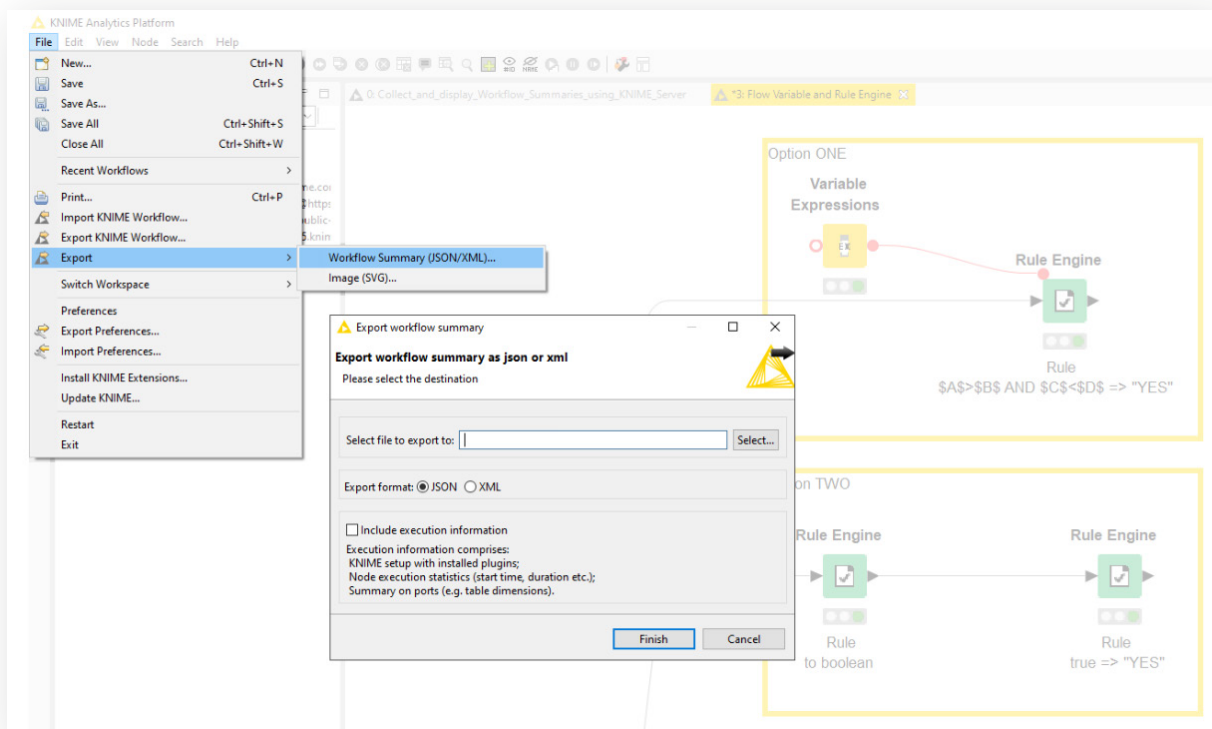 KNIME Analytics Platform
File Edit View Node Search Help
New... Ctrl+N
Save Ctrl+S
Save As...
Save All Ctrl+Shift+S
Close All Ctrl+Shift+W
Recent Workflows
Print... Ctrl+P
Import KNIME Workflow...
Export KNIME Workflow...
Export
Switch Workspace
Preferences
Export Preferences...
Import Preferences...
Install KNIME Extensions...
Update KNIME...
Restart
Exit
Workflow Summary (JSON/XML)...
Image (SVG)...
0: Collect_and_display_Workflow_Summaries_using_KNIME_Server
*3: Flow Variable and Rule Engine
Export workflow summary
Export workflow summary as json or xml
Please select the destination
Select file to export to:
Select...
Export format: JSON XML
Include execution information
Execution information comprises:
KNIME setup with installed plugins;
Node execution statistics (start time, duration etc.);
Summary on ports (e.g. table dimensions).
Finish Cancel
Option ONE
Variable
Expressions
Rule Engine
Rule
$A$>$B$ AND $C$<$D$ => "YES"
on TWO
Rule Engine
Rule
to boolean
Rule Engine
Rule
true => "YES"